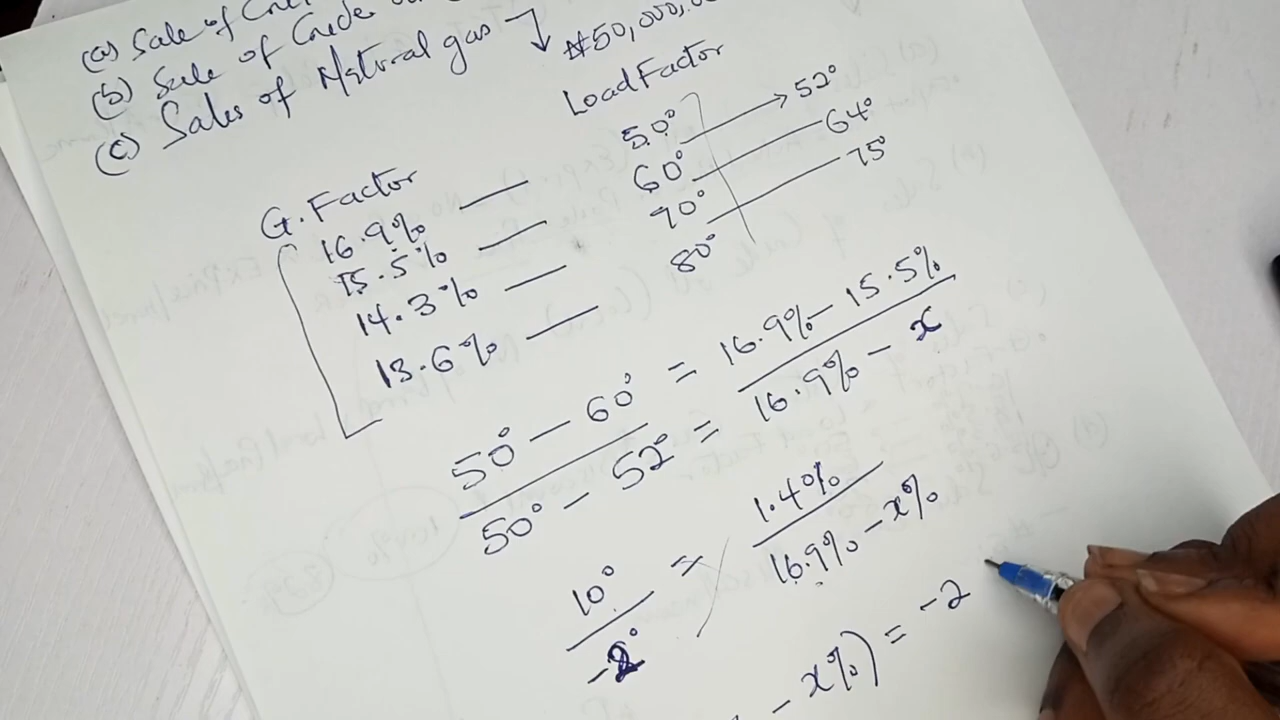 (a) Sale of Cru
(b) Sale of Crude
(c) Sales of Natural gas
₦50,000,0
Load Factor
50° 52°
60° 64°
70° 75°
80°
G. Factor
16.9%
15.5%
14.3%
13.6%
50° - 60° = 16.9% - 15.5%
50° - 52° = 16.9% - x
10° = 1.4%
-2° 16.9% - x%
- x%) = -2